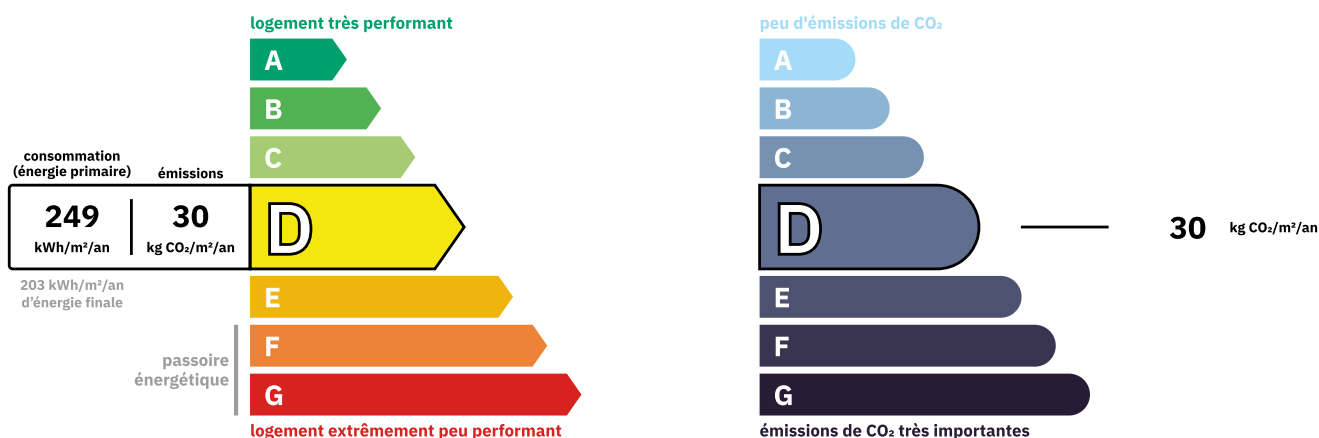 logement très performant
A
B
C
consommation
(énergie primaire)
émissions
249
kWh/m²/an
30
kg CO₂/m²/an
D
203 kWh/m²/an
d'énergie finale
E
F
G
passoire
énergétique
logement extrêmement peu performant
peu d'émissions de CO₂
A
B
C
D
30 kg CO₂/m²/an
E
F
G
émissions de CO₂ très importantes